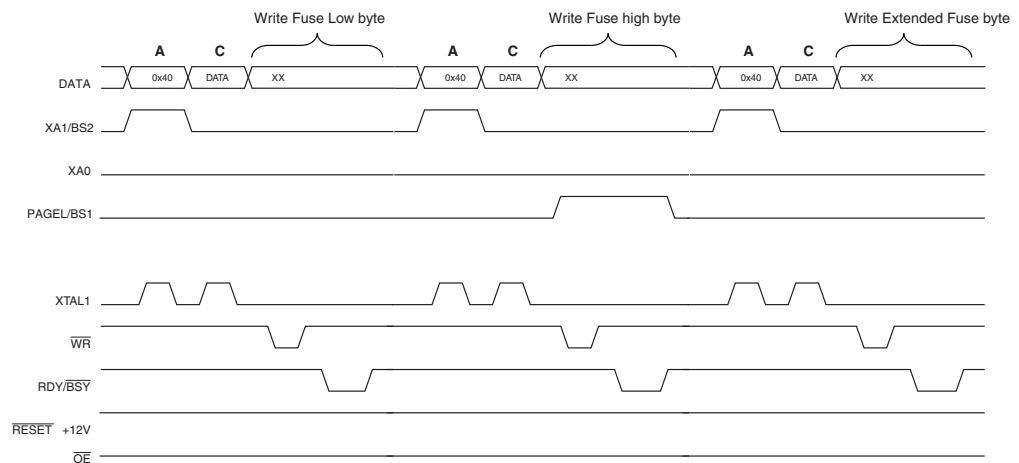 Write Fuse Low byte Write Fuse high byte Write Extended Fuse byte
A C A C A C
DATA 0x40 DATA XX 0x40 DATA XX 0x40 DATA XX
XA1/BS2
XA0
PAGEL/BS1
XTAL1
WR
RDY/BSY
RESET +12V
OE